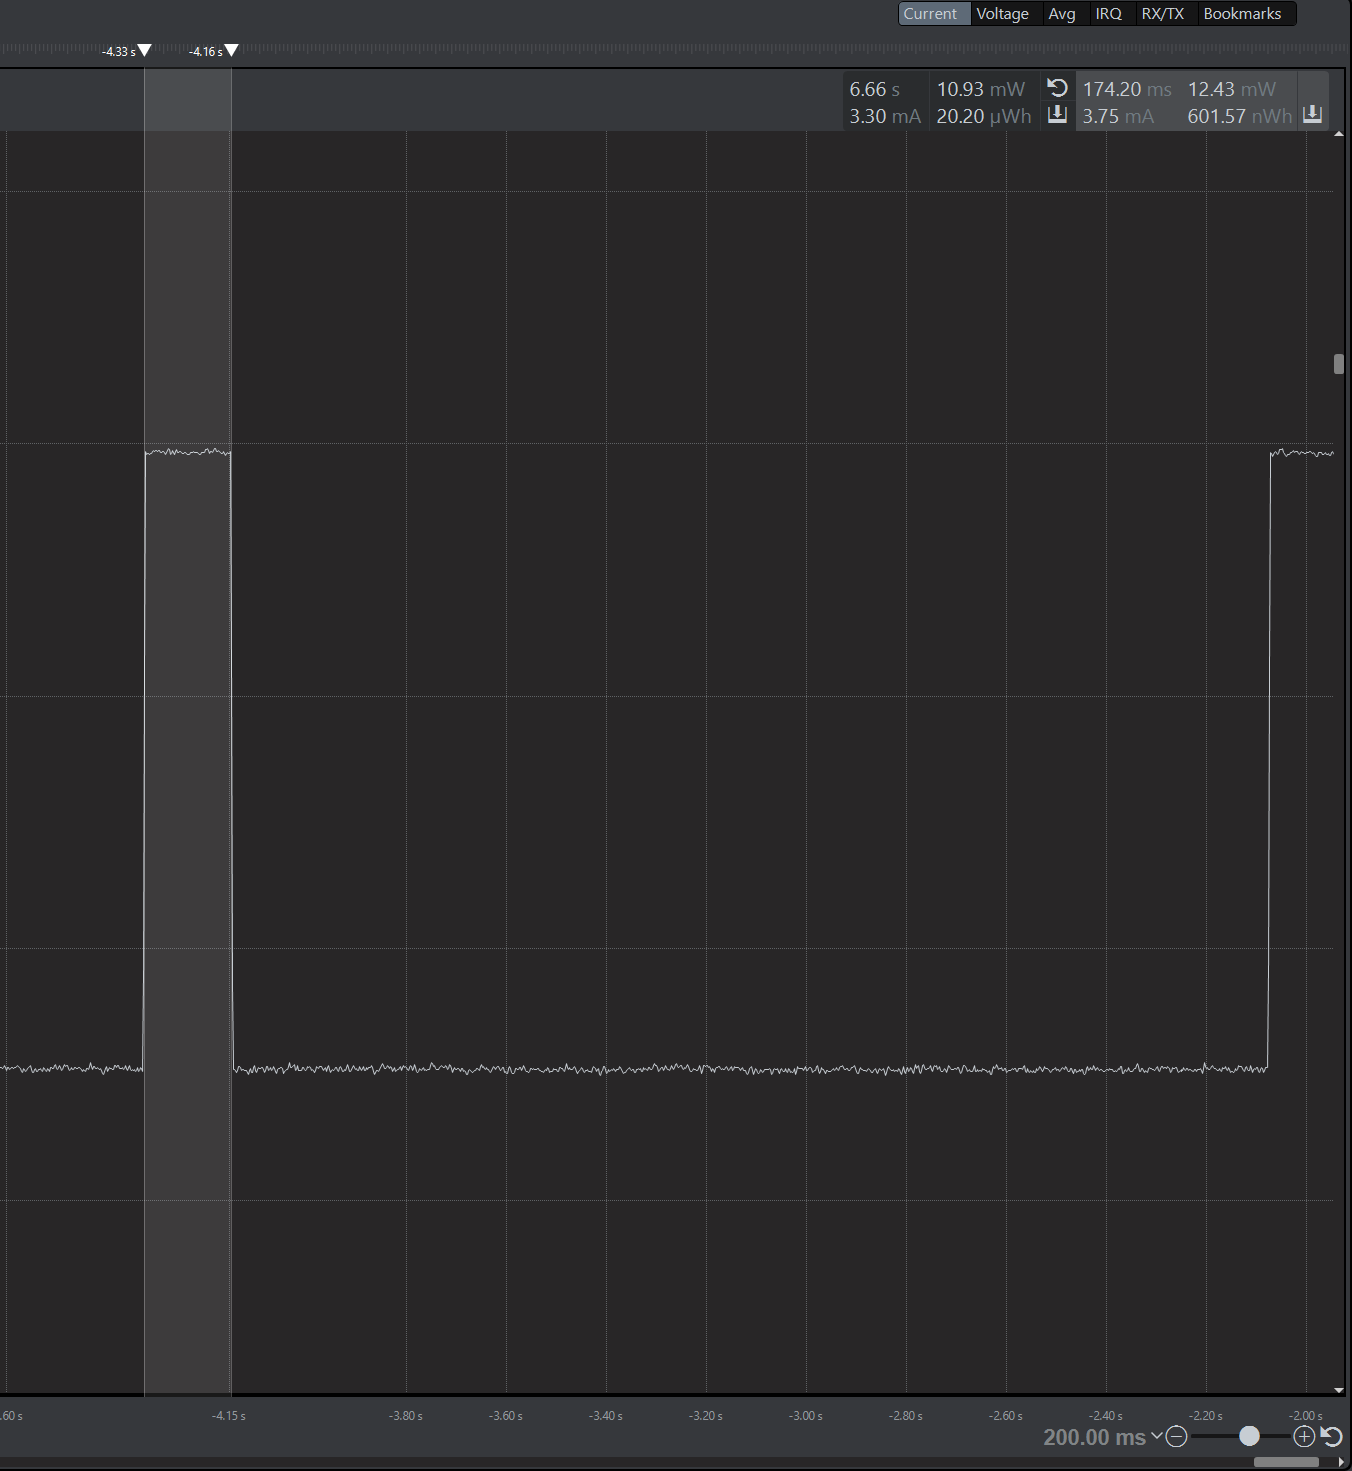 Current Voltage Avg IRQ RX/TX Bookmarks
-4.33 s -4.16 s
6.66 s 10.93 mW 174.20 ms 12.43 mW
3.30 mA 20.20 µWh 3.75 mA 601.57 nWh
.60 s -4.15 s -3.80 s -3.60 s -3.40 s -3.20 s -3.00 s -2.80 s -2.60 s -2.40 s -2.20 s -2.00 s
200.00 ms